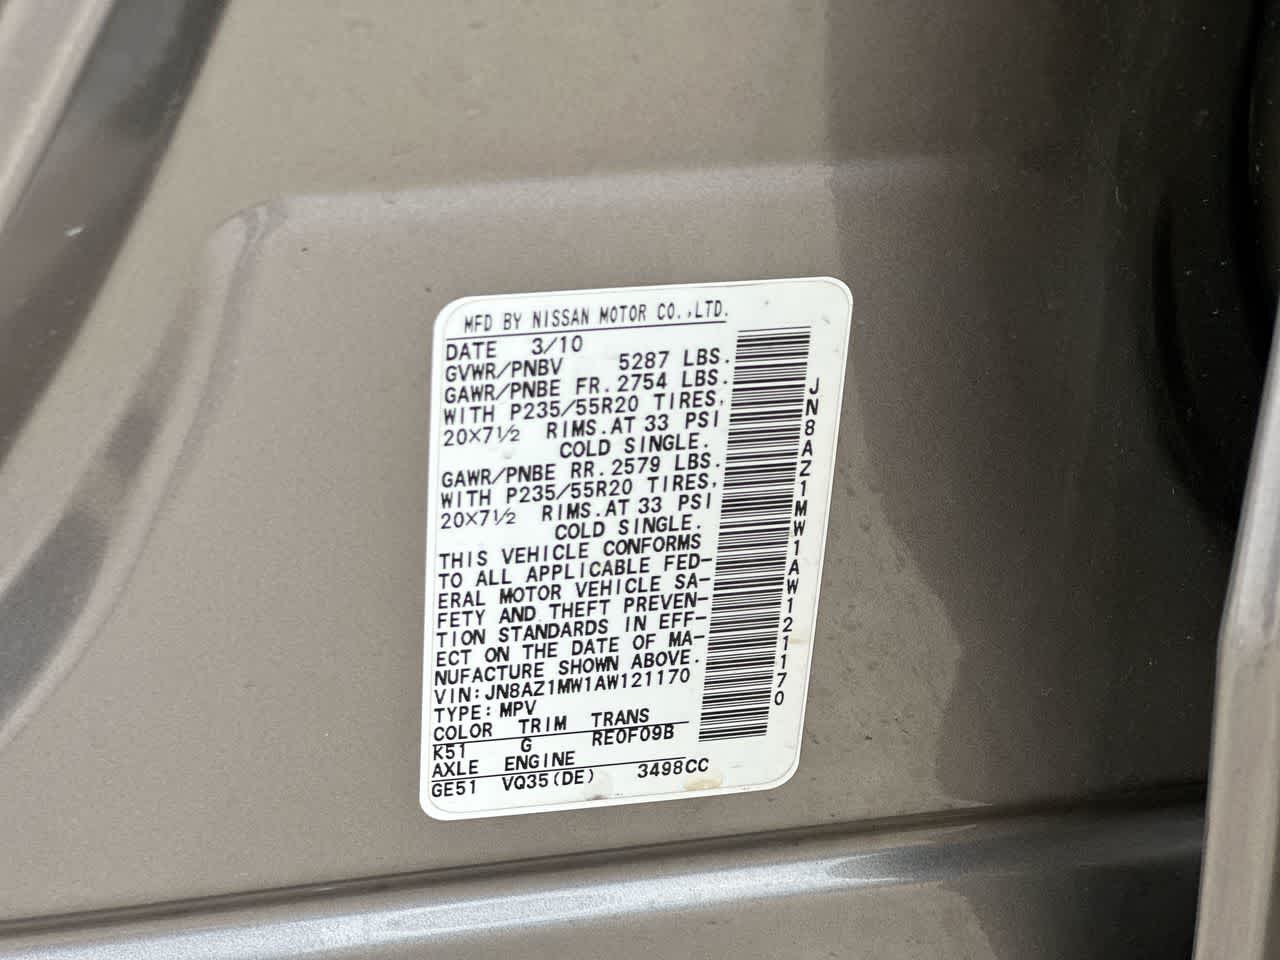 MFD BY NISSAN MOTOR CO.,LTD.
DATE 3/10
GVWR/PNBV 5287 LBS.
GAWR/PNBE FR. 2754 LBS.
WITH P235/55R20 TIRES,
20X7½ RIMS.AT 33 PSI
COLD SINGLE.
GAWR/PNBE RR. 2579 LBS.
WITH P235/55R20 TIRES,
20X7½ RIMS.AT 33 PSI
COLD SINGLE.
THIS VEHICLE CONFORMS
TO ALL APPLICABLE FED-
ERAL MOTOR VEHICLE SA-
FETY AND THEFT PREVEN-
TION STANDARDS IN EFF-
ECT ON THE DATE OF MA-
NUFACTURE SHOWN ABOVE.
VIN:JN8AZ1MW1AW121170
TYPE:MPV
COLOR TRIM TRANS
K51 G RE0F09B
AXLE ENGINE
GE51 VQ35(DE) 3498CC
JN8AZ1MW1AW121170